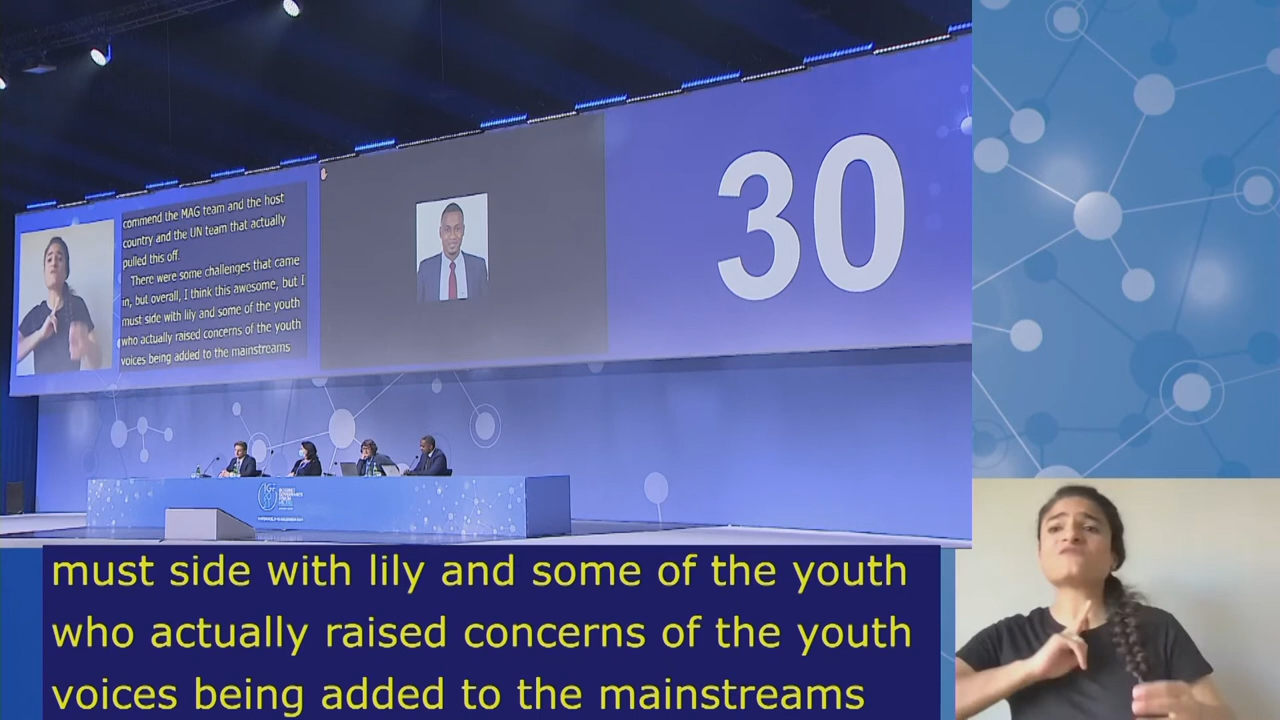 commend the MAG team and the host
country and the UN team that actually
pulled this off.
There were some challenges that came
in, but overall, I think this awesome, but I
must side with lily and some of the youth
who actually raised concerns of the youth
voices being added to the mainstreams
30
must side with lily and some of the youth
who actually raised concerns of the youth
voices being added to the mainstreams